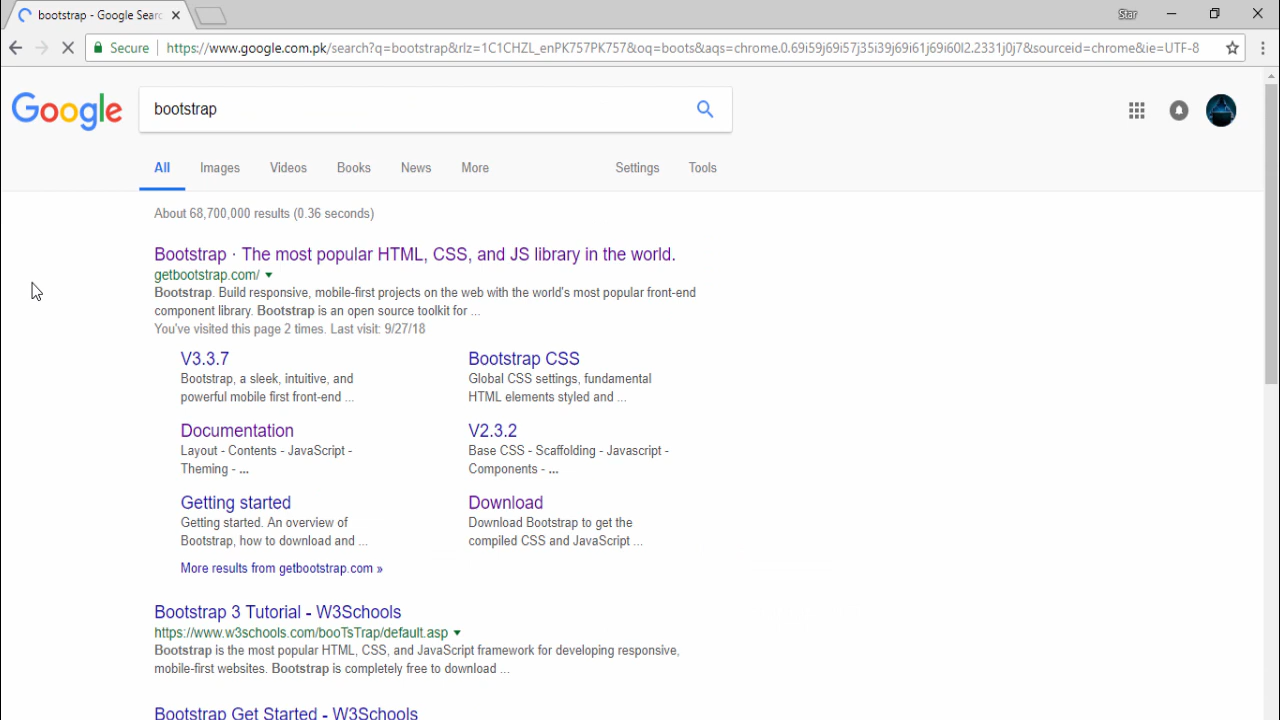 bootstrap - Google Searc
Star
Secure
https://www.google.com.pk/search?q=bootstrap&rlz=1C1CHZL_enPK757PK757&oq=boots&aqs=chrome.0.69i59j69i57j35i39j69i61j69i60l2.2331j0j7&sourceid=chrome&ie=UTF-8
Google
bootstrap
All Images Videos Books News More Settings Tools
About 68,700,000 results (0.36 seconds)
Bootstrap · The most popular HTML, CSS, and JS library in the world.
getbootstrap.com/
Bootstrap. Build responsive, mobile-first projects on the web with the world's most popular front-end
component library. Bootstrap is an open source toolkit for ...
You've visited this page 2 times. Last visit: 9/27/18
V3.3.7
Bootstrap, a sleek, intuitive, and
powerful mobile first front-end ...
Bootstrap CSS
Global CSS settings, fundamental
HTML elements styled and ...
Documentation
Layout - Contents - JavaScript -
Theming - ...
V2.3.2
Base CSS - Scaffolding - Javascript -
Components - ...
Getting started
Getting started. An overview of
Bootstrap, how to download and ...
Download
Download Bootstrap to get the
compiled CSS and JavaScript ...
More results from getbootstrap.com »
Bootstrap 3 Tutorial - W3Schools
https://www.w3schools.com/booTsTrap/default.asp
Bootstrap is the most popular HTML, CSS, and JavaScript framework for developing responsive,
mobile-first websites. Bootstrap is completely free to download ...
Bootstrap Get Started - W3Schools